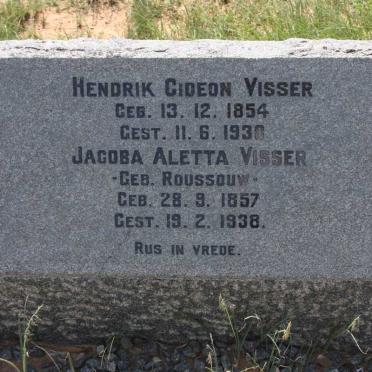 HENDRIK GIDEON VISSER
GEB. 13. 12. 1854
GEST. 11. 6. 1930
JACOBA ALETTA VISSER
-GEB. ROUSSOUW-
GEB. 28. 9. 1857
GEST. 19. 2. 1938.
RUS IN VREDE.